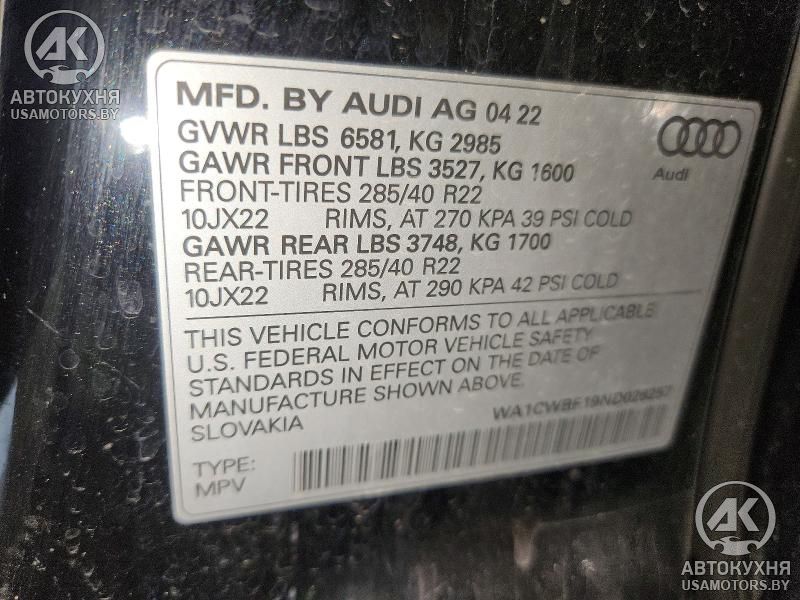 AK
АВТОКУХНЯ
USAMOTORS.BY
MFD. BY AUDI AG 04 22
GVWR LBS 6581, KG 2985
GAWR FRONT LBS 3527, KG 1600
FRONT-TIRES 285/40 R22
10JX22 RIMS, AT 270 KPA 39 PSI COLD
GAWR REAR LBS 3748, KG 1700
REAR-TIRES 285/40 R22
10JX22 RIMS, AT 290 KPA 42 PSI COLD
Audi
THIS VEHICLE CONFORMS TO ALL APPLICABLE
U.S. FEDERAL MOTOR VEHICLE SAFETY
STANDARDS IN EFFECT ON THE DATE OF
MANUFACTURE SHOWN ABOVE.
SLOVAKIA
TYPE:
MPV
AK
АВТОКУХНЯ
USAMOTORS.BY